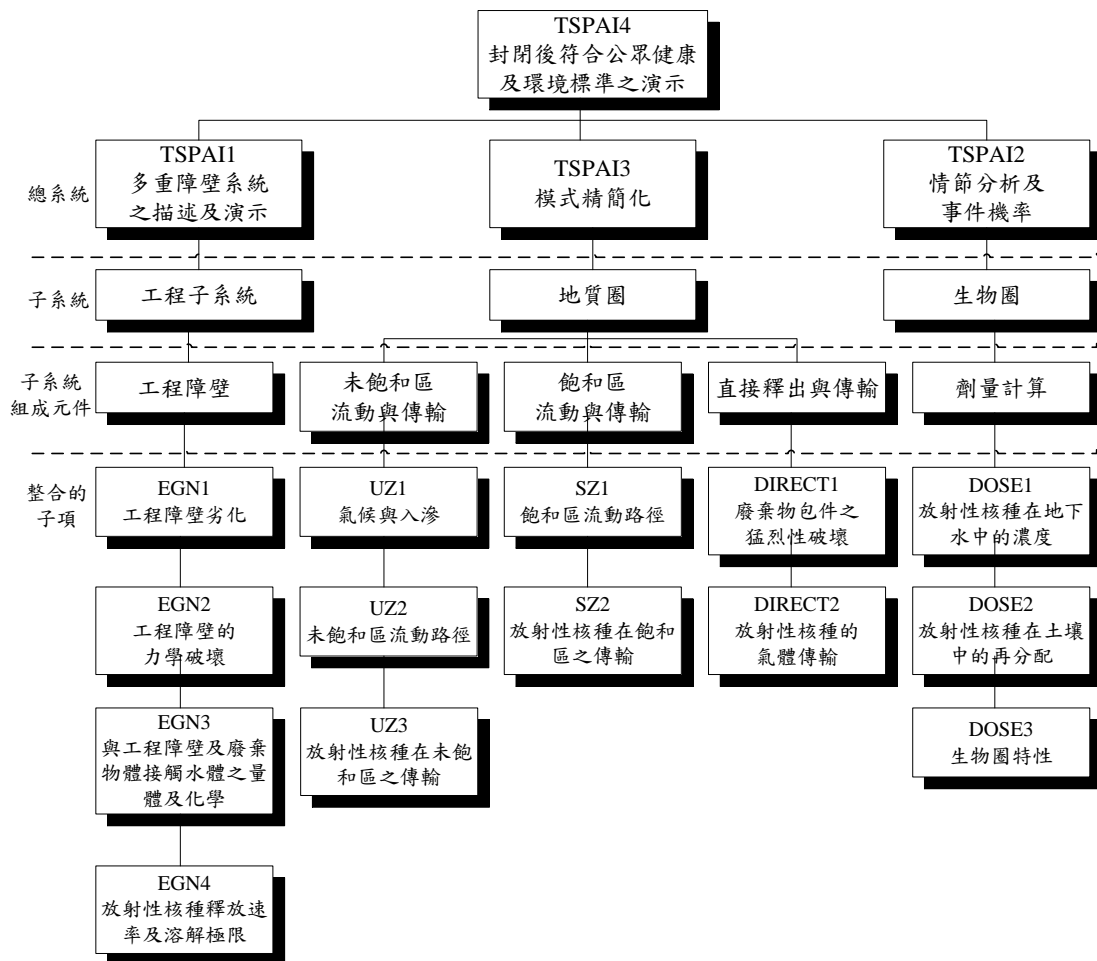 TSPAI4
封閉後符合公眾健康
及環境標準之演示
總系統
TSPAI1
多重障壁系統
之描述及演示
TSPAI3
模式精簡化
TSPAI2
情節分析及
事件機率
子系統
工程子系統
地質圈
生物圈
子系統
組成元件
工程障壁
未飽和區
流動與傳輸
飽和區
流動與傳輸
直接釋出與傳輸
劑量計算
整合的
子項
EGN1
工程障壁劣化
UZ1
氣候與入滲
SZ1
飽和區流動路徑
DIRECT1
廢棄物包件之
猛烈性破壞
DOSE1
放射性核種在地下
水中的濃度
EGN2
工程障壁的
力學破壞
UZ2
未飽和區流動路徑
SZ2
放射性核種在飽和
區之傳輸
DIRECT2
放射性核種的
氣體傳輸
DOSE2
放射性核種在土壤
中的再分配
EGN3
與工程障壁及廢棄
物體接觸水體之量
體及化學
UZ3
放射性核種在未飽
和區之傳輸
DOSE3
生物圈特性
EGN4
放射性核種釋放速
率及溶解極限